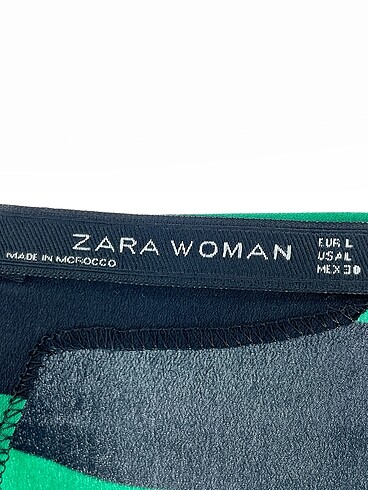 ZARA WOMAN
MADE IN MOROCCO
EUR L
USA L
MEX 30